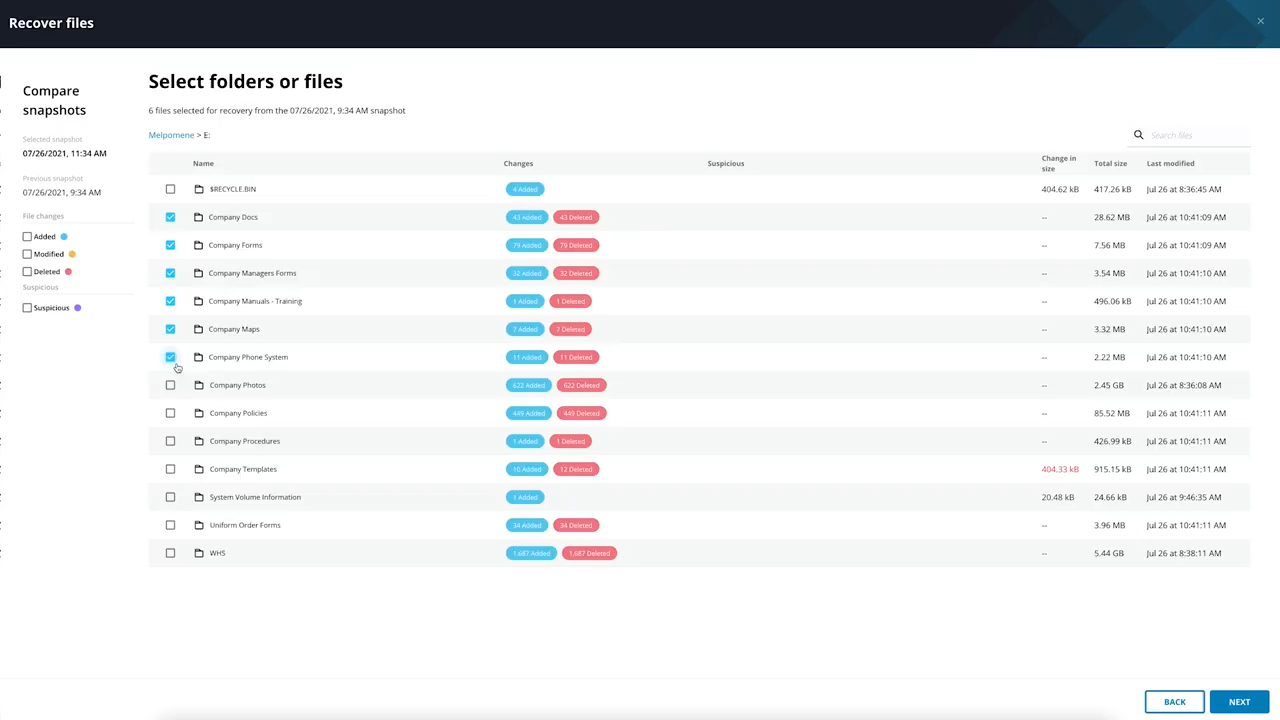 Recover files
Compare
snapshots
Selected snapshot
07/26/2021, 11:34 AM
Previous snapshot
07/26/2021, 9:34 AM
File changes
Added
Modified
Deleted
Suspicious
Suspicious
Select folders or files
6 files selected for recovery from the 07/26/2021, 9:34 AM snapshot
Melpomene > E:
Search files
Name Changes Suspicious Change in size Total size Last modified
$RECYCLE.BIN 4 Added 404.62 kB 417.26 kB Jul 26 at 8:36:45 AM
Company Docs 43 Added 43 Deleted -- 28.62 MB Jul 26 at 10:41:09 AM
Company Forms 79 Added 79 Deleted -- 7.56 MB Jul 26 at 10:41:09 AM
Company Managers Forms 32 Added 32 Deleted -- 3.54 MB Jul 26 at 10:41:10 AM
Company Manuals - Training 1 Added 1 Deleted -- 496.06 kB Jul 26 at 10:41:10 AM
Company Maps 7 Added 7 Deleted -- 3.32 MB Jul 26 at 10:41:10 AM
Company Phone System 11 Added 11 Deleted -- 2.22 MB Jul 26 at 10:41:10 AM
Company Photos 622 Added 622 Deleted -- 2.45 GB Jul 26 at 8:36:08 AM
Company Policies 449 Added 449 Deleted -- 85.52 MB Jul 26 at 10:41:11 AM
Company Procedures 1 Added 1 Deleted -- 426.99 kB Jul 26 at 10:41:11 AM
Company Templates 10 Added 12 Deleted 404.33 kB 915.15 kB Jul 26 at 10:41:11 AM
System Volume Information 1 Added 20.48 kB 24.66 kB Jul 26 at 9:46:35 AM
Uniform Order Forms 34 Added 34 Deleted -- 3.96 MB Jul 26 at 10:41:11 AM
WHS 1,687 Added 1,687 Deleted -- 5.44 GB Jul 26 at 8:38:11 AM
BACK NEXT